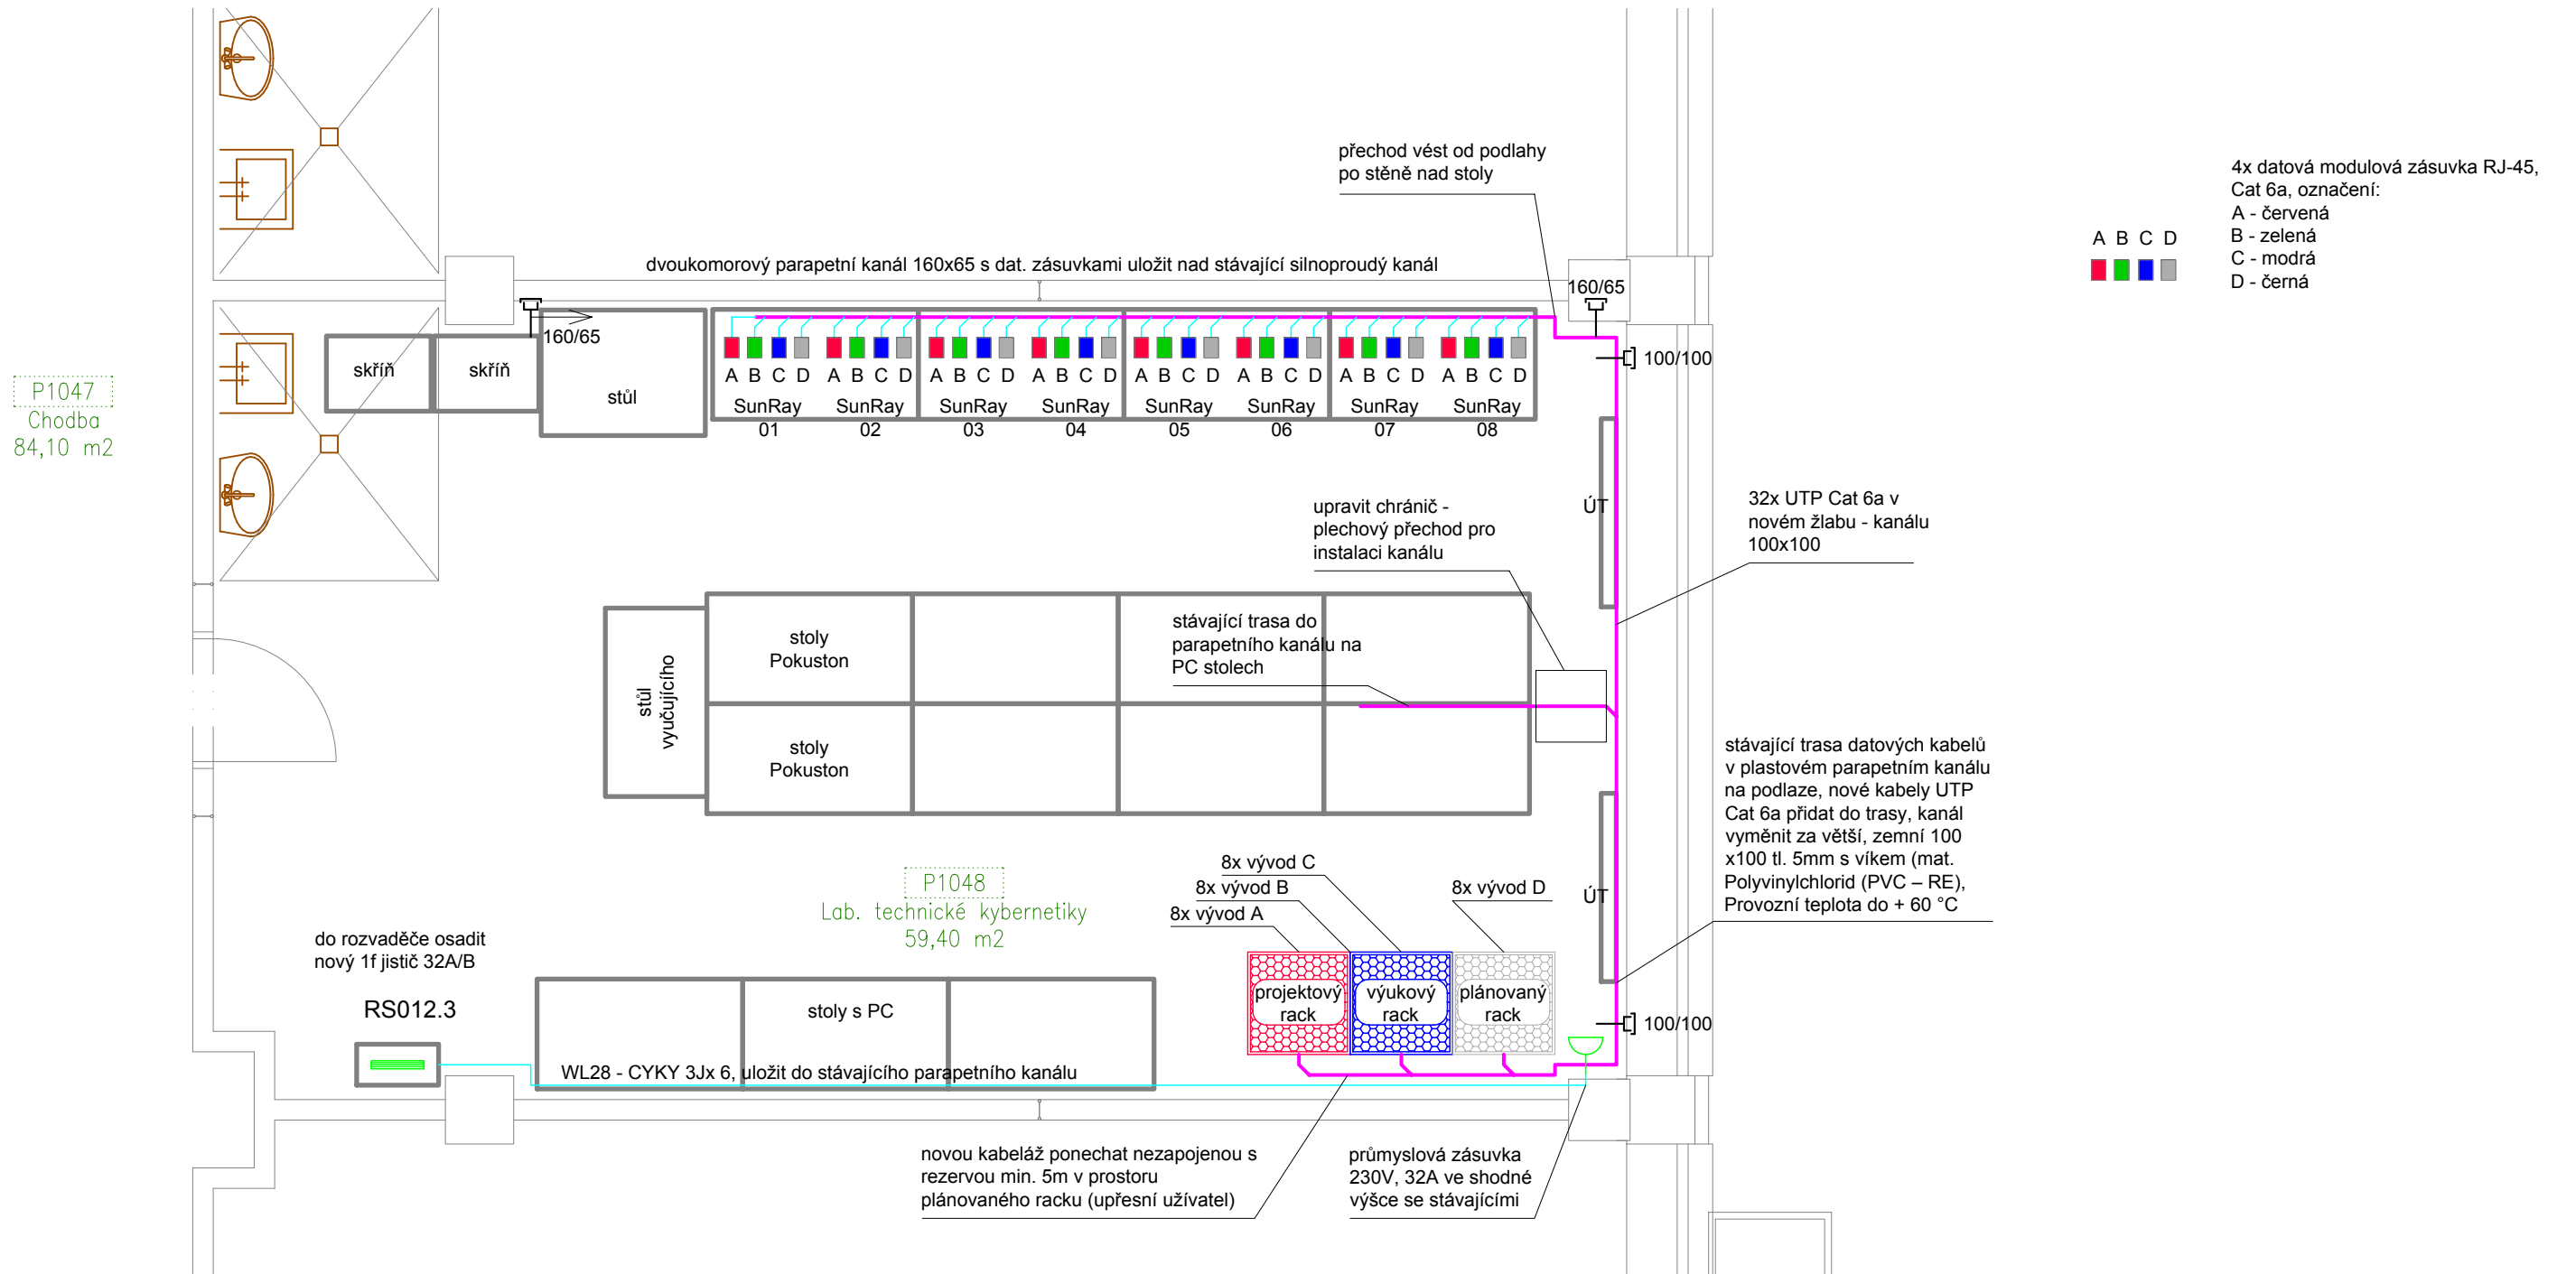 přechod vést od podlahy
po stěně nad stoly
4x datová modulová zásuvka RJ-45,
Cat 6a, označení:
A - červená
B - zelená
C - modrá
D - černá
A B C D
dvoukomorový parapetní kanál 160x65 s dat. zásuvkami uložit nad stávající silnoproudý kanál
160/65
160/65
100/100
P1047
Chodba
84,10 m2
skříň
skříň
stůl
A B C D A B C D A B C D A B C D A B C D A B C D A B C D A B C D
SunRay SunRay SunRay SunRay SunRay SunRay SunRay SunRay
01 02 03 04 05 06 07 08
ÚT
upravit chránič -
plechový přechod pro
instalaci kanálu
32x UTP Cat 6a v
novém žlabu - kanálu
100x100
stůl
vyučujícího
stoly
Pokuston
stoly
Pokuston
stávající trasa do
parapetního kanálu na
PC stolech
stávající trasa datových kabelů
v plastovém parapetním kanálu
na podlaze, nové kabely UTP
Cat 6a přidat do trasy, kanál
vyměnit za větší, zemní 100
x100 tl. 5mm s víkem (mat.
Polyvinylchlorid (PVC – RE),
Provozní teplota do + 60 °C
P1048
Lab. technické kybernetiky
59,40 m2
8x vývod C
8x vývod B
8x vývod A
8x vývod D
ÚT
do rozvaděče osadit
nový 1f jistič 32A/B
RS012.3
stoly s PC
projektový
rack
výukový
rack
plánovaný
rack
100/100
WL28 - CYKY 3Jx 6, uložit do stávajícího parapetního kanálu
novou kabeláž ponechat nezapojenou s
rezervou min. 5m v prostoru
plánovaného racku (upřesní uživatel)
průmyslová zásuvka
230V, 32A ve shodné
výšce se stávajícími